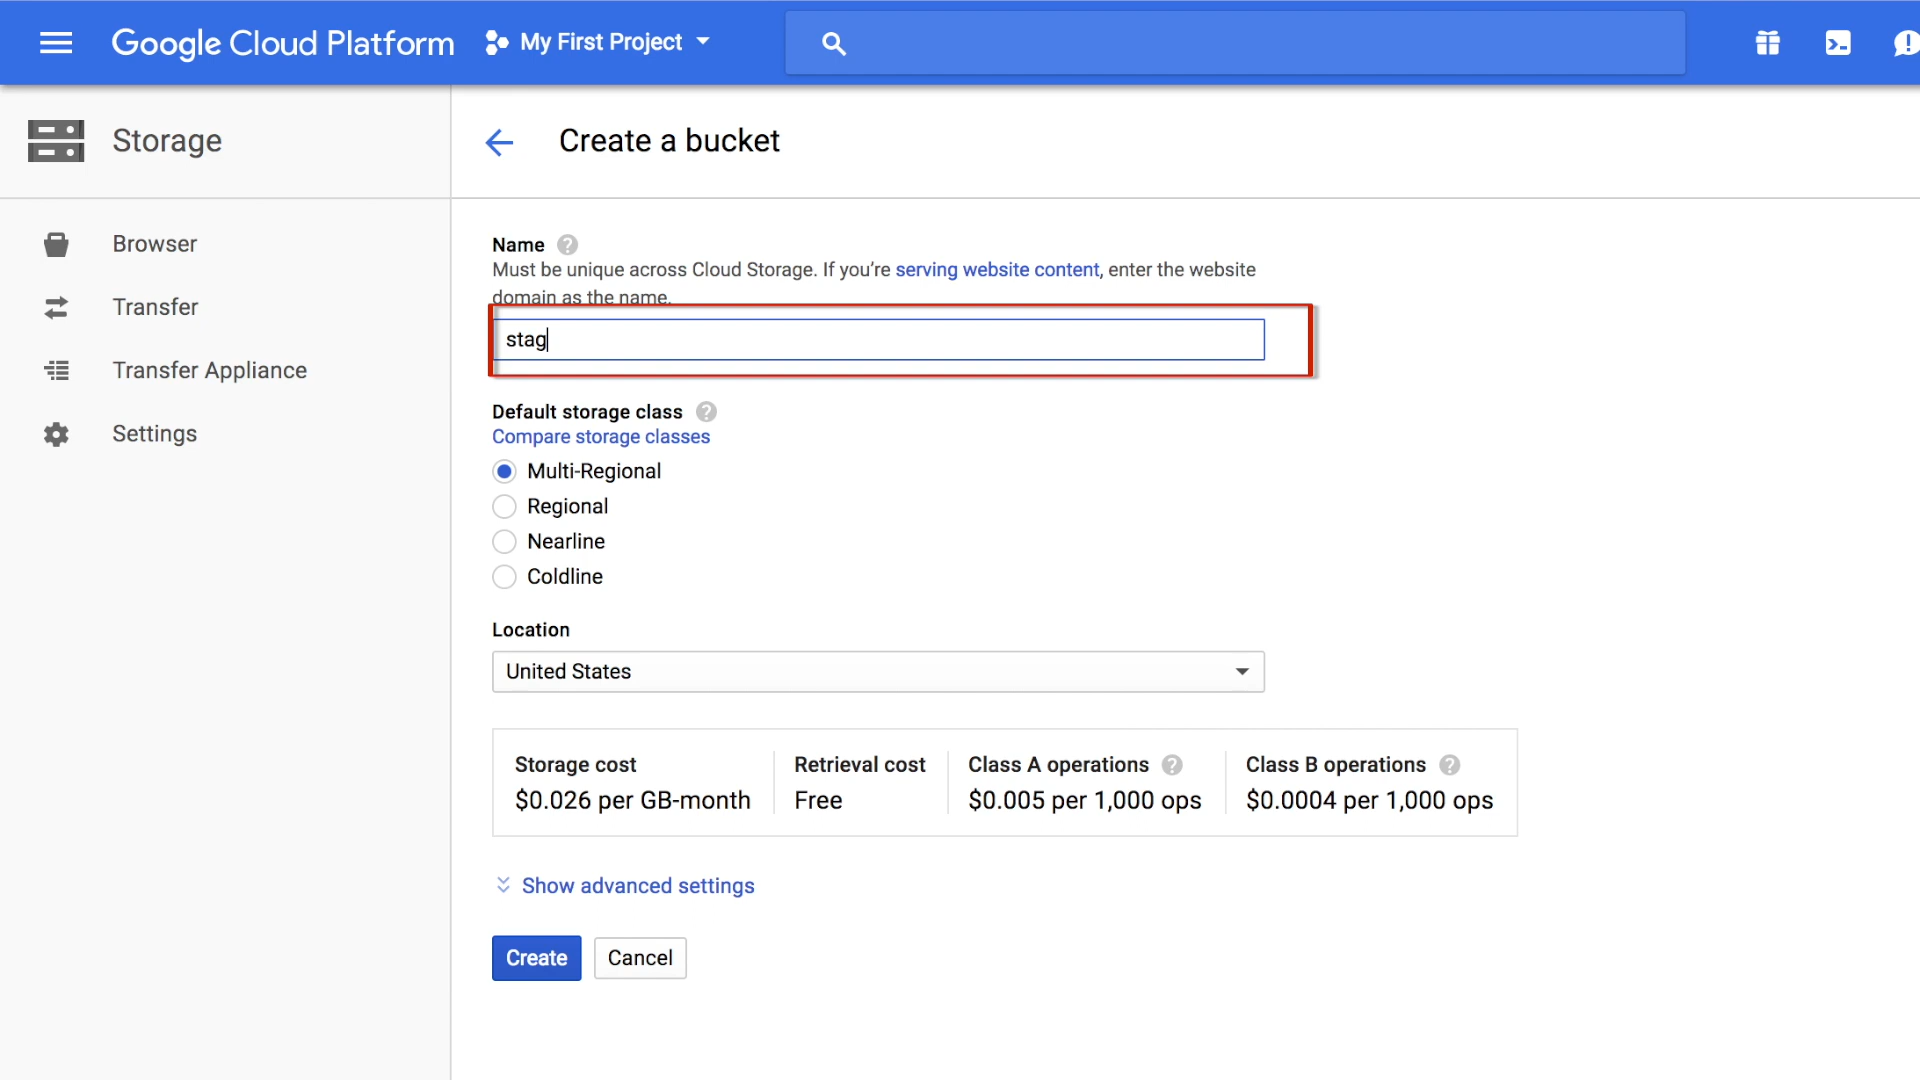 Google Cloud Platform
My First Project
Storage
Create a bucket
Browser
Transfer
Transfer Appliance
Settings
Name
Must be unique across Cloud Storage. If you're serving website content, enter the website
domain as the name.
stag
Default storage class
Compare storage classes
Multi-Regional
Regional
Nearline
Coldline
Location
United States
Storage cost
$0.026 per GB-month
Retrieval cost
Free
Class A operations
$0.005 per 1,000 ops
Class B operations
$0.0004 per 1,000 ops
Show advanced settings
Create
Cancel